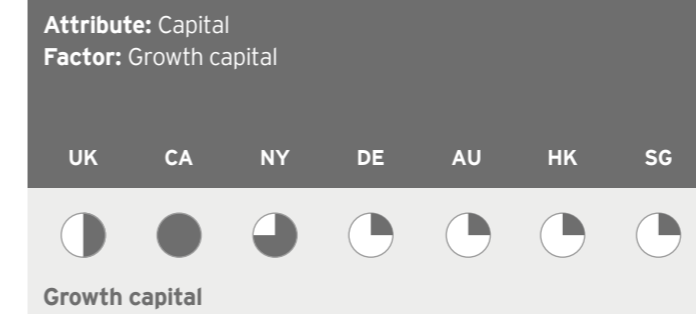 Attribute: Capital
Factor: Growth capital
UK CA NY DE AU HK SG
Growth capital